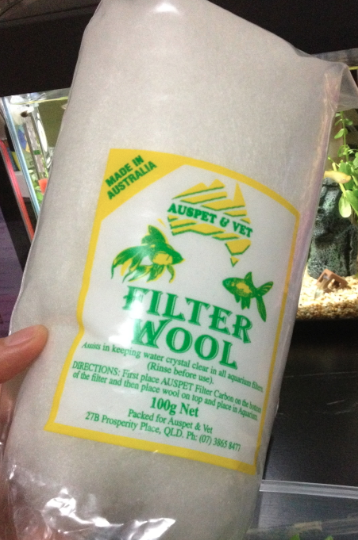 MADE IN
AUSTRALIA
AUSPET & VET
FILTER
WOOL
Assists in keeping water crystal clear in all aquarium filters
(Rinse before use).
DIRECTIONS: First place AUSPET Filter Carbon on the bottom
of the filter and then place wool on top and place in Aquarium.
100g Net
Packed for Auspet & Vet
27B Prosperity Place, QLD. Ph: (07) 3865 8471